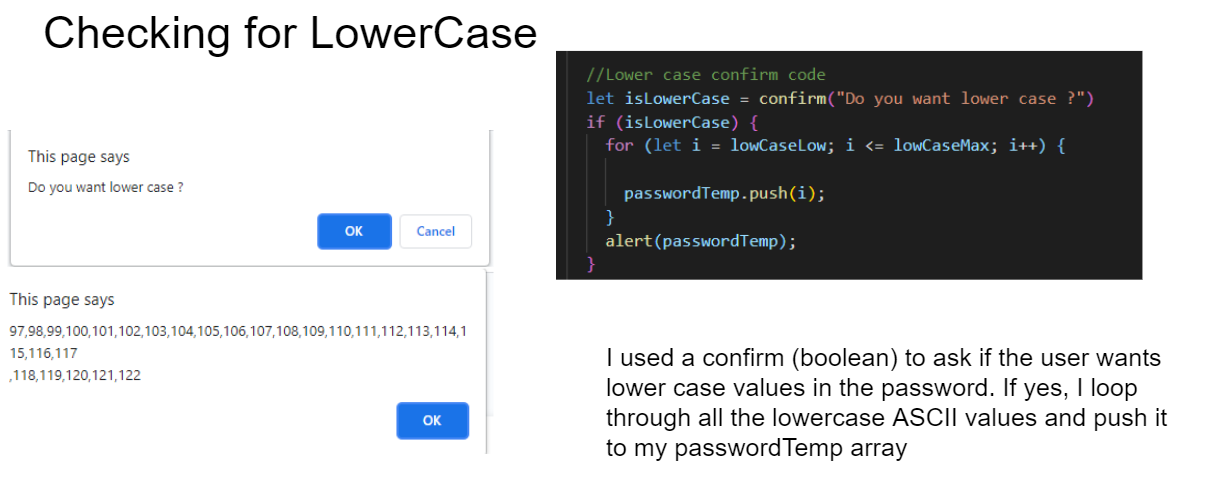 Checking for LowerCase
//Lower case confirm code
let isLowerCase = confirm("Do you want lower case ?")
if (isLowerCase) {
for (let i = lowCaseLow; i <= lowCaseMax; i++) {
passwordTemp.push(i);
}
alert(passwordTemp);
}
This page says
Do you want lower case ?
OK
Cancel
This page says
97,98,99,100,101,102,103,104,105,106,107,108,109,110,111,112,113,114,1
15,116,117
,118,119,120,121,122
OK
I used a confirm (boolean) to ask if the user wants
lower case values in the password. If yes, I loop
through all the lowercase ASCII values and push it
to my passwordTemp array